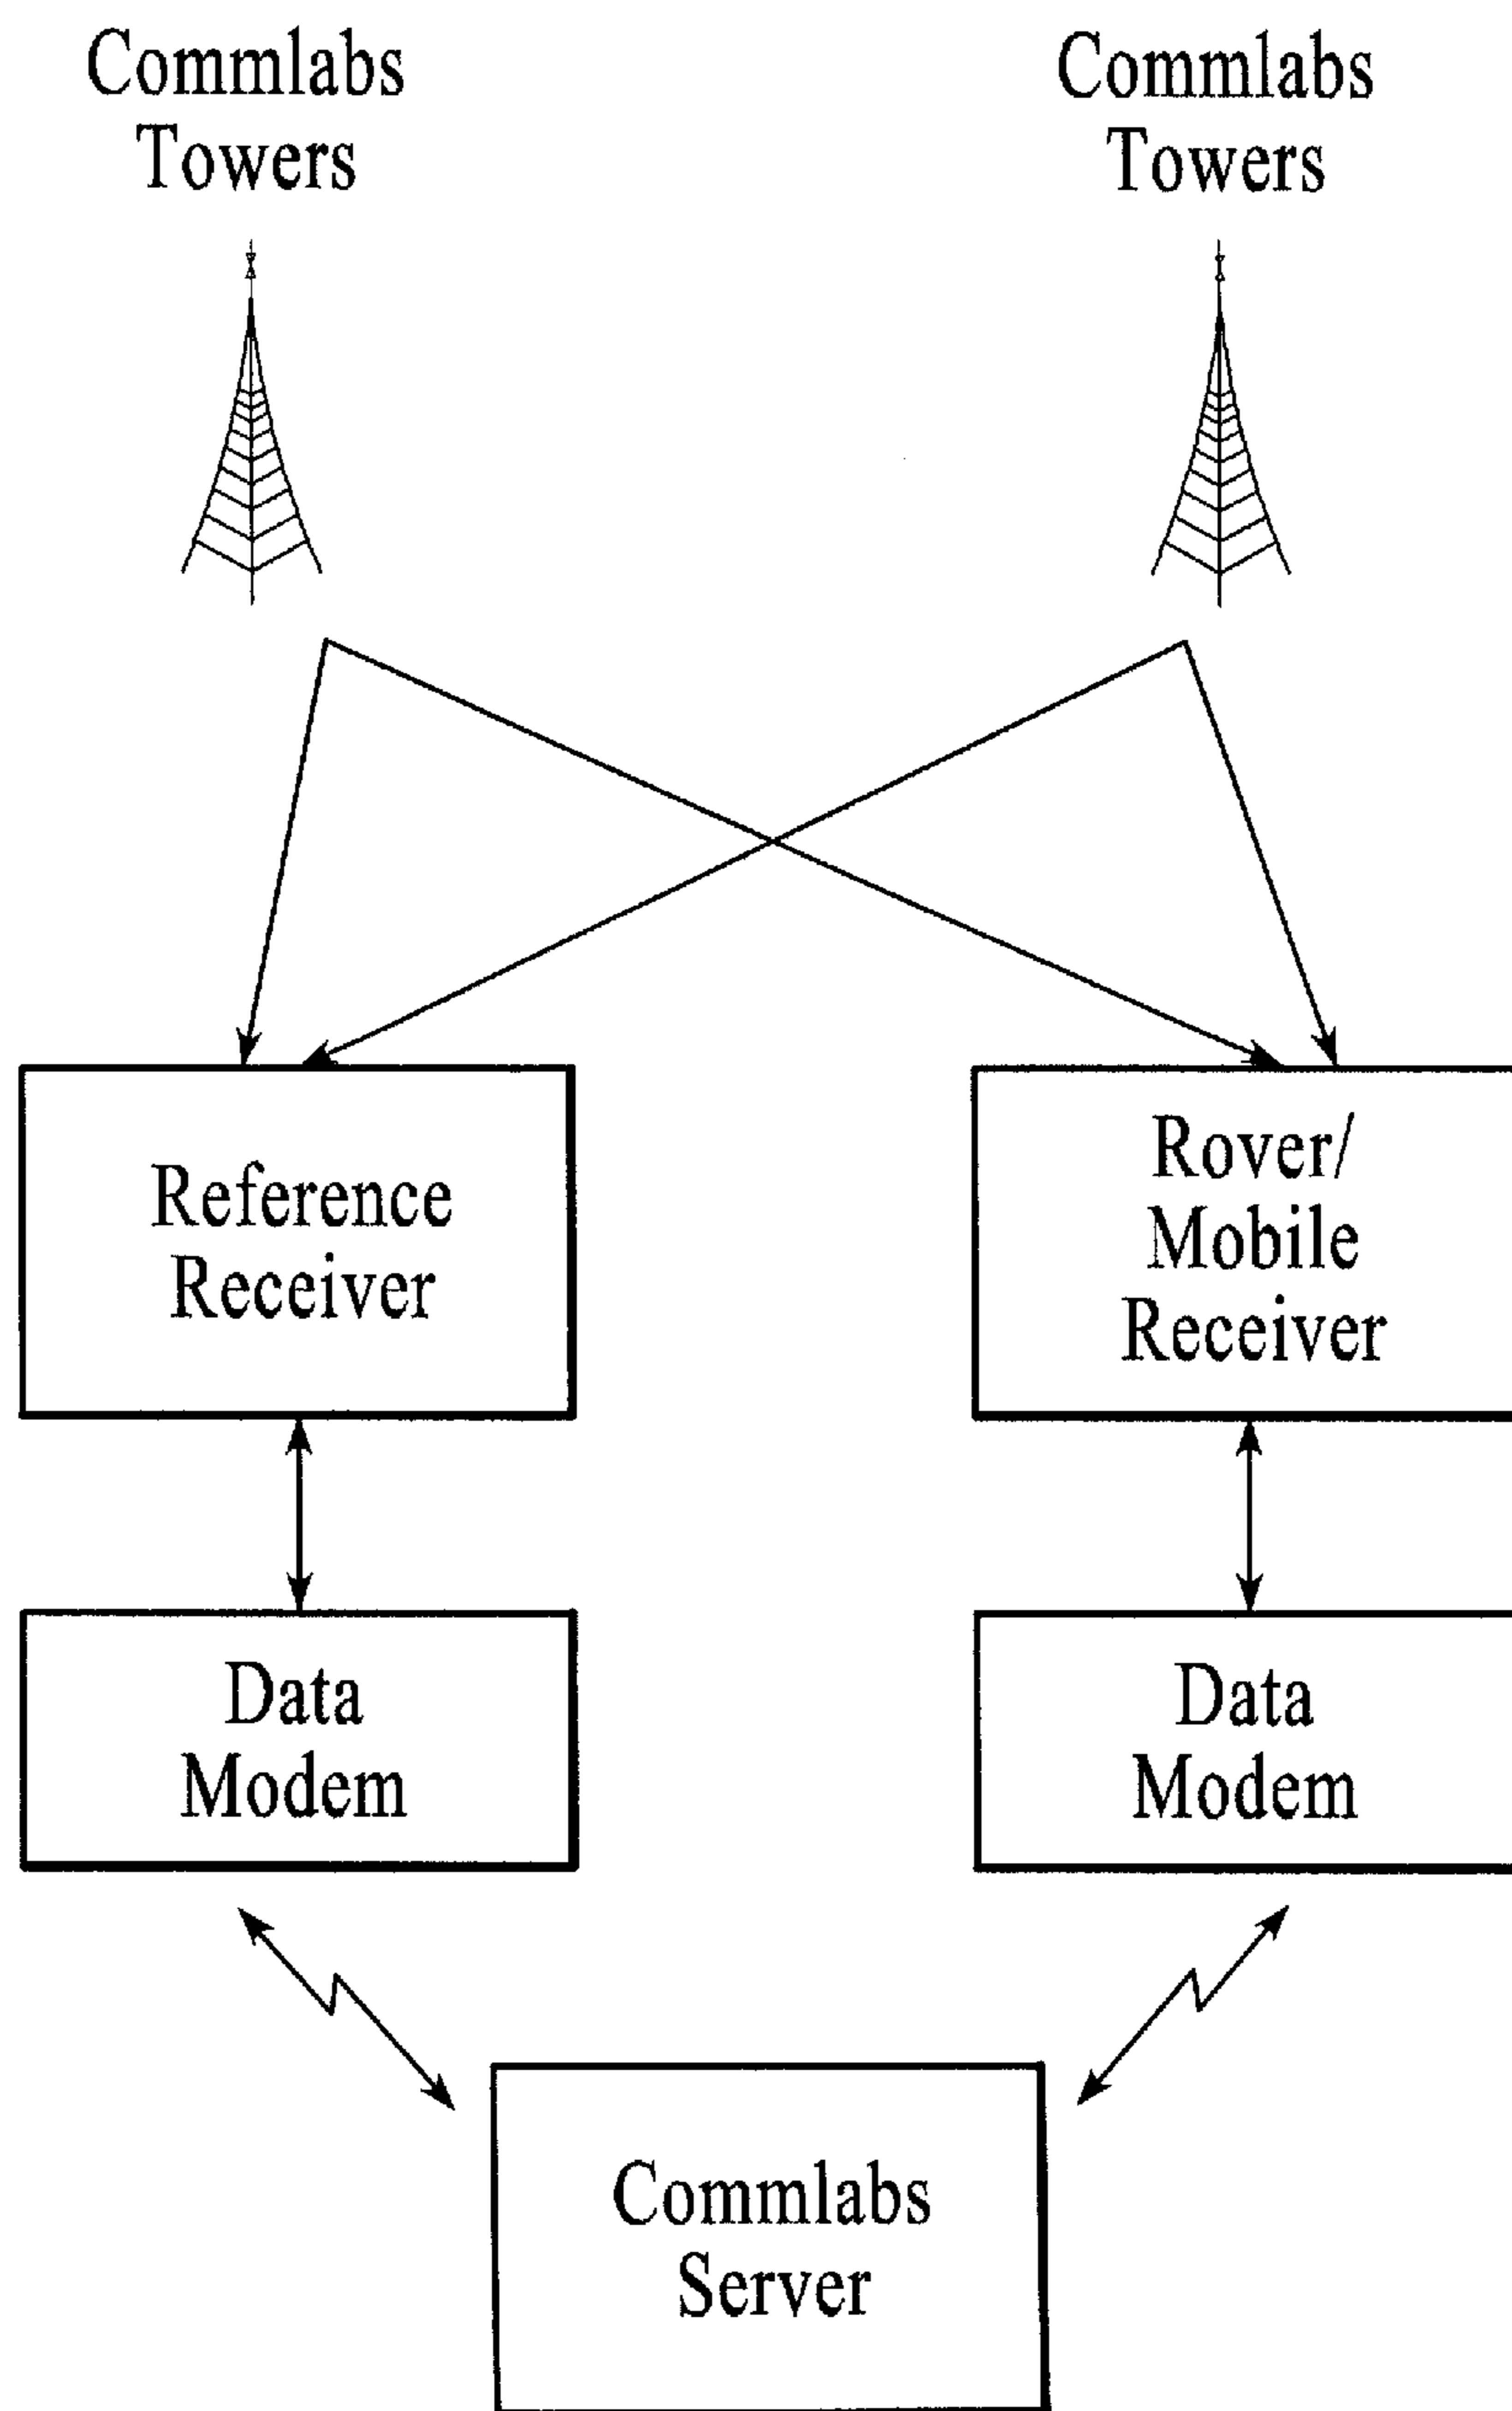 Commlabs
Towers
Commlabs
Towers
Reference
Receiver
Rover/
Mobile
Receiver
Data
Modem
Data
Modem
Commlabs
Server